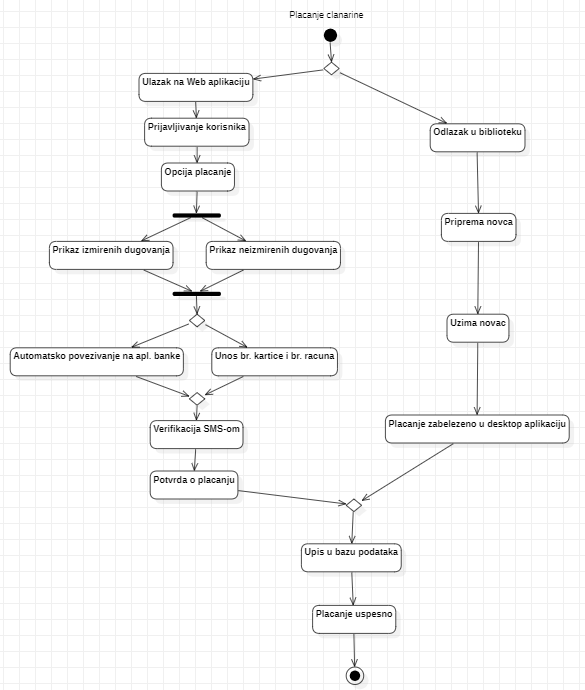 Placanje clanarine
Ulazak na Web aplikaciju
Prijavljivanje korisnika
Odlazak u biblioteku
Opcija placanje
Priprema novca
Prikaz izmirenih dugovanja
Prikaz neizmirenih dugovanja
Uzima novac
Automatsko povezivanje na apl. banke
Unos br. kartice i br. racuna
Verifikacija SMS-om
Placanje zabelezeno u desktop aplikaciju
Potvrda o placanju
Upis u bazu podataka
Placanje uspesno